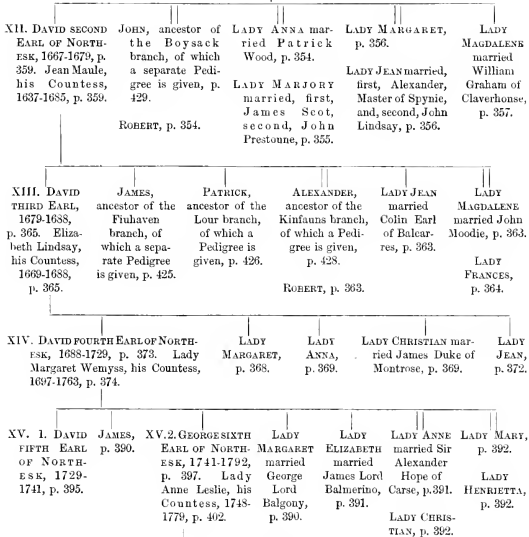 XII. DAVID SECOND
EARL OF NORTH-
ESK, 1667-1679, p.
359. Jean Maule,
his Countess,
1637-1685, p. 359.
JOHN, ancestor of
the Boysack
branch, of which
a separate Pedi-
gree is given, p.
429.
ROBERT, p. 354.
LADY ANNA mar-
ried Patrick
Wood, p. 354.
LADY MARJORY
married, first,
James Scot,
second, John
Prestoune, p. 355.
LADY MARGARET,
p. 356.
LADY JEAN married,
first, Alexander,
Master of Spynie,
and, second, John
Lindsay, p. 356.
LADY
MAGDALENE
married
William
Graham of
Claverhonse,
p. 357.
XIII. DAVID
THIRD EARL,
1679-1688,
p. 365. Eliza-
beth Lindsay,
his Countess,
1669-1688,
p. 365.
JAMES,
ancestor of the
Fiuhaven
branch, of
which a sepa-
rate Pedigree
is given, p. 425.
PATRICK,
ancestor of the
Lour branch,
of which a
Pedigree is
given, p. 426.
ALEXANDER,
ancestor of the
Kinfauns branch,
of which a Pedi-
gree is given,
p. 428.
ROBERT, p. 363.
LADY JEAN
married
Colin Earl
of Balcar-
res, p. 363.
LADY
MAGDALENE
married John
Moodie, p. 363.
LADY
FRANCES,
p. 364.
XIV. DAVID FOURTH EARL OF NORTH-
ESK, 1688-1729, p. 373. Lady
Margaret Wemyss, his Countess,
1697-1763, p. 374.
LADY
MARGARET,
p. 368.
LADY
ANNA,
p. 369.
LADY CHRISTIAN mar-
ried James Duke of
Montrose, p. 369.
LADY
JEAN,
p. 372.
XV. 1. DAVID
FIFTH EARL
OF NORTH-
ESK, 1729-
1741, p. 395.
JAMES,
p. 390.
XV. 2. GEORGE SIXTH
EARL OF NORTH-
ESK, 1741-1792,
p. 397. Lady
Anne Leslie, his
Countess, 1748-
1779, p. 402.
LADY
MARGARET
married
George
Lord
Balgony,
p. 390.
LADY
ELIZABETH
married
James Lord
Balmerino,
p. 391.
LADY ANNE
married Sir
Alexander
Hope of
Carse, p. 391.
LADY CHRIS-
TIAN, p. 392.
LADY MARY,
p. 392.
LADY
HENRIETTA,
p. 392.